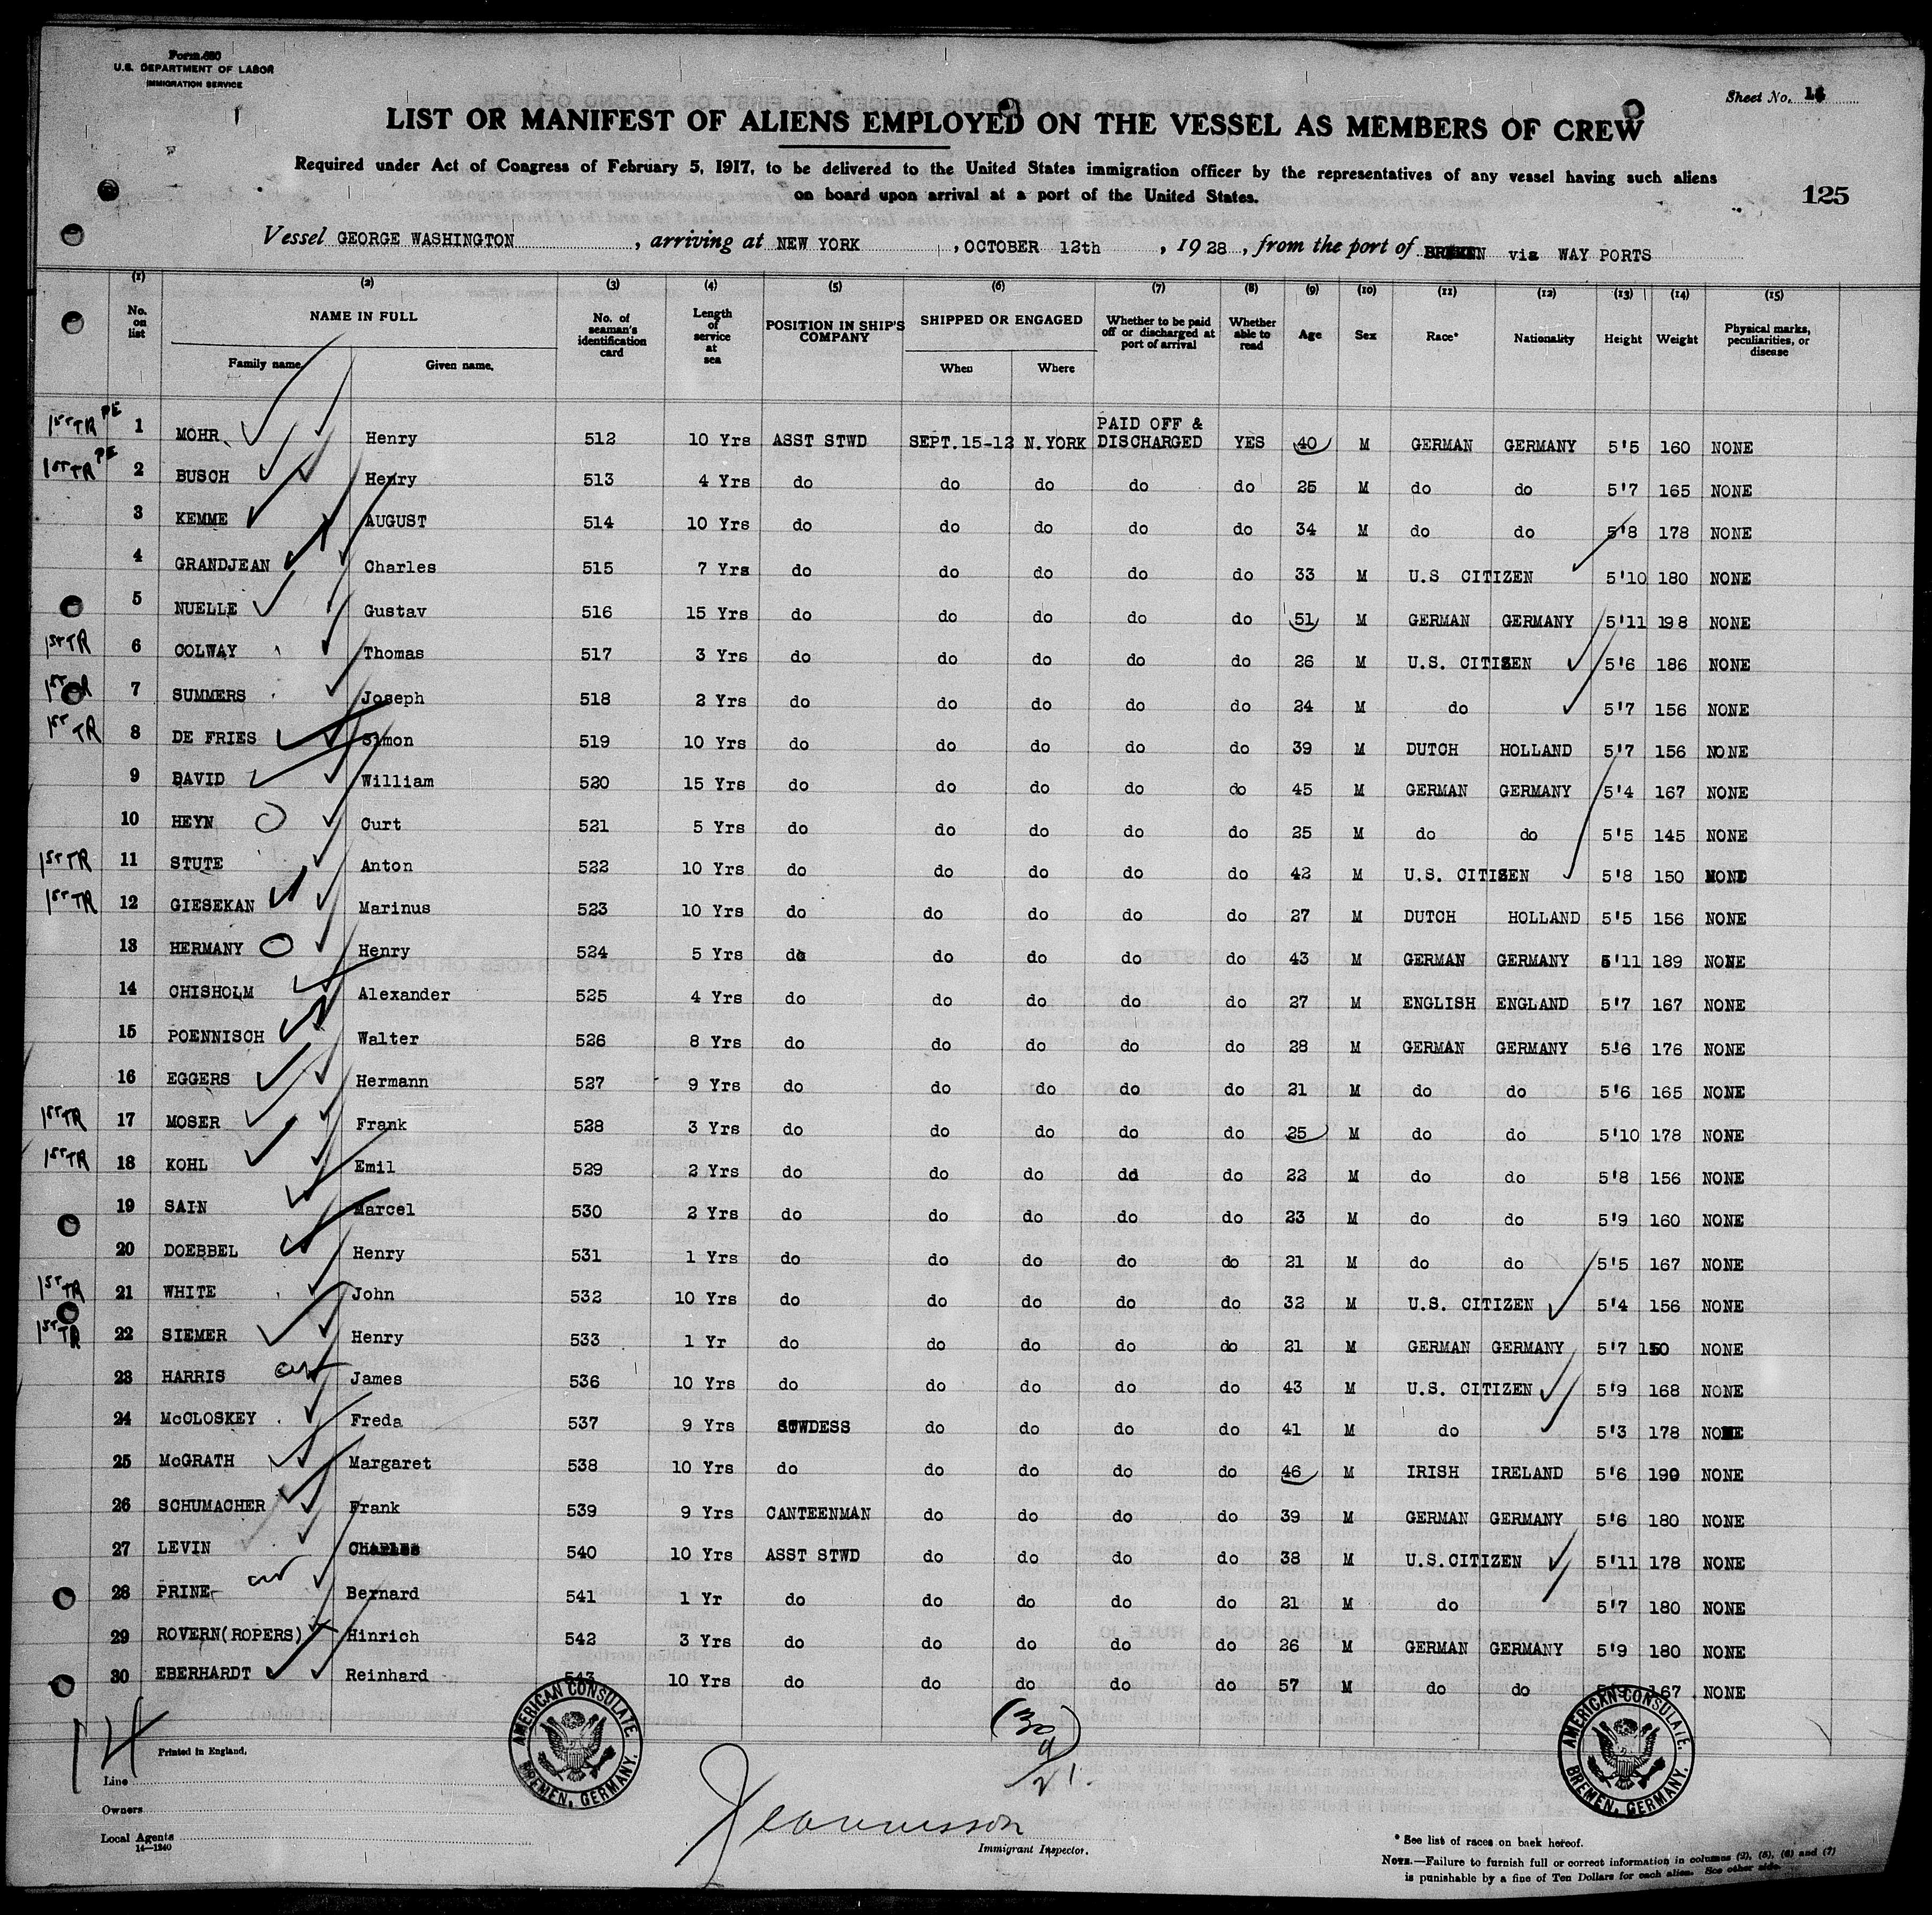 Form 680
U.S. DEPARTMENT OF LABOR
IMMIGRATION SERVICE
Sheet No.
LIST OR MANIFEST OF ALIENS EMPLOYED ON THE VESSEL AS MEMBERS OF CREW
Required under Act of Congress of February 5, 1917, to be delivered to the United States immigration officer by the representatives of any vessel having such aliens
on board upon arrival at a port of the United States.
125
Vessel GEORGE WASHINGTON, arriving at NEW YORK, OCTOBER 12th, 1928, from the port of BREMEN via WAY PORTS
(1) (2) (3) (4) (5) (6) (7) (8) (9) (10) (11) (12) (13) (14) (15)
No. on list NAME IN FULL Family name Given name. No. of seaman's identification card Length of service at sea POSITION IN SHIP'S COMPANY SHIPPED OR ENGAGED When Where Whether to be paid off or discharged at port of arrival Whether able to read Age Sex Race* Nationality Height Weight Physical marks, peculiarities, or disease
1st TR PE 1 MOHR Henry 512 10 Yrs ASST STWD SEPT.15-12 N.YORK PAID OFF & DISCHARGED YES 40 M GERMAN GERMANY 5'5 160 NONE
1st TR PE 2 BUSCH Henry 513 4 Yrs do do do do do 25 M do do 5'7 165 NONE
3 KEMME AUGUST 514 10 Yrs do do do do do 34 M do do 5'8 178 NONE
4 GRANDJEAN Charles 515 7 Yrs do do do do do 33 M U.S CITIZEN 5'10 180 NONE
5 NUELLE Gustav 516 15 Yrs do do do do do 51 M GERMAN GERMANY 5'11 198 NONE
1st TR 6 COLWAY Thomas 517 3 Yrs do do do do do 26 M U.S. CITIZEN 5'6 186 NONE
1st 7 SUMMERS Joseph 518 2 Yrs do do do do do 24 M do 5'7 156 NONE
1st TR 8 DE FRIES Simon 519 10 Yrs do do do do do 39 M DUTCH HOLLAND 5'7 156 NONE
9 DAVID William 520 15 Yrs do do do do do 45 M GERMAN GERMANY 5'4 167 NONE
10 HEYN Curt 521 5 Yrs do do do do do 25 M do do 5'5 145 NONE
1st TR 11 STUTE Anton 522 10 Yrs do do do do do 42 M U.S. CITIZEN 5'8 150 NONE
1st TR 12 GIESEKAN Marinus 523 10 Yrs do do do do do 27 M DUTCH HOLLAND 5'5 156 NONE
13 HERMANY Henry 524 5 Yrs do do do do do 43 M GERMAN GERMANY 5'11 189 NONE
14 CHISHOLM Alexander 525 4 Yrs do do do do do 27 M ENGLISH ENGLAND 5'7 167 NONE
15 POENNISCH Walter 526 8 Yrs do do do do do 28 M GERMAN GERMANY 5'6 176 NONE
16 EGGERS Hermann 527 9 Yrs do do do do do 21 M do do 5'6 165 NONE
1st TR 17 MOSER Frank 528 3 Yrs do do do do do 25 M do do 5'10 178 NONE
1st TR 18 KOHL Emil 529 2 Yrs do do do do do 22 M do do 5'8 156 NONE
19 SAIN Marcel 530 2 Yrs do do do do do 23 M do do 5'9 160 NONE
20 DOEBBEL Henry 531 1 Yrs do do do do do 21 M do do 5'5 167 NONE
1st TR 21 WHITE John 532 10 Yrs do do do do do 32 M U.S. CITIZEN 5'4 156 NONE
1st TR 22 SIEMER Henry 533 1 Yr do do do do do 21 M GERMAN GERMANY 5'7 150 NONE
23 HARRIS James 536 10 Yrs do do do do do 43 M U.S. CITIZEN 5'9 168 NONE
24 McCLOSKEY Freda 537 9 Yrs STWDESS do do do do 41 M do 5'3 178 NONE
25 McGRATH Margaret 538 10 Yrs do do do do do 46 M IRISH IRELAND 5'6 190 NONE
26 SCHUMACHER Frank 539 9 Yrs CANTEENMAN do do do do 39 M GERMAN GERMANY 5'6 180 NONE
27 LEVIN Charles 540 10 Yrs ASST STWD do do do do 38 M U.S.CITIZEN 5'11 178 NONE
28 PRINE Bernard 541 1 Yr do do do do do 21 M do 5'7 180 NONE
29 ROVERN(ROPERS) Hinrich 542 3 Yrs do do do do do 26 M GERMAN GERMANY 5'9 180 NONE
30 EBERHARDT Reinhard 543 10 Yrs do do do do do 57 M do do 167 NONE
14
Printed in England.
AMERICAN CONSULATE. BREMEN, GERMANY.
30
9
21
AMERICAN CONSULATE. BREMEN, GERMANY.
Line
Owners
Local Agents
14—1240
Immigrant Inspector.
* See list of races on back hereof.
NOTE.—Failure to furnish full or correct information in columns (2), (5), (6) and (7)
is punishable by a fine of Ten Dollars for each alien. See other side.